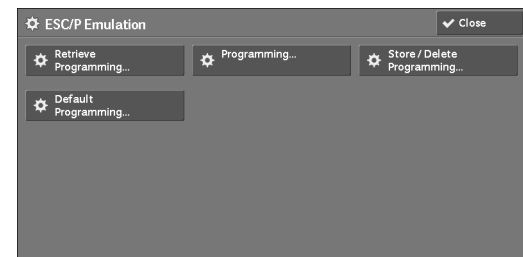 ESC/P Emulation
Close
Retrieve
Programming...
Programming...
Store / Delete
Programming...
Default
Programming...